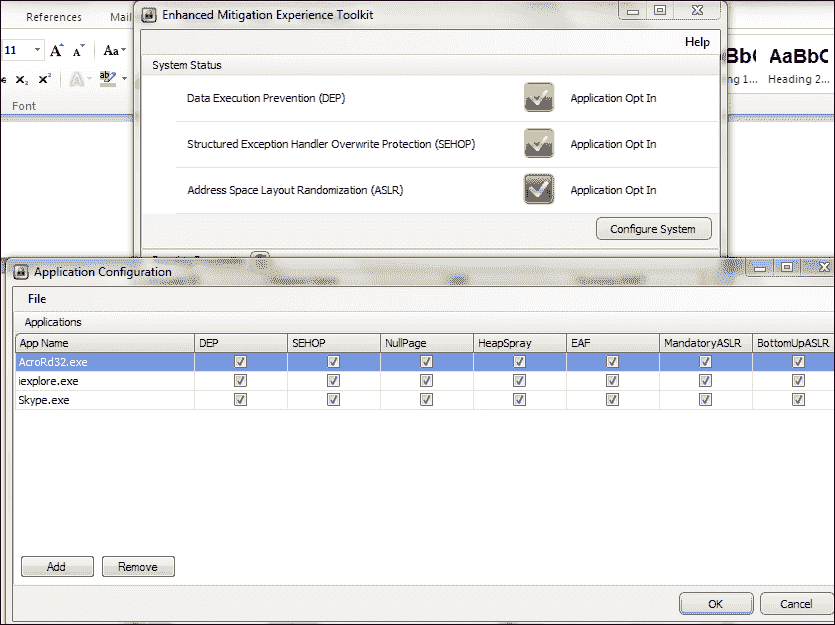 References Mail
Enhanced Mitigation Experience Toolkit
Help
11 A A Aa
x₂ x² A ab
Font
AaBbC
ng 1... Heading 2...
System Status
Data Execution Prevention (DEP) Application Opt In
Structured Exception Handler Overwrite Protection (SEHOP) Application Opt In
Address Space Layout Randomization (ASLR) Application Opt In
Configure System
Application Configuration
File
Applications
App Name DEP SEHOP NullPage HeapSpray EAF MandatoryASLR BottomUpASLR
AcroRd32.exe
iexplore.exe
Skype.exe
Add Remove
OK Cancel